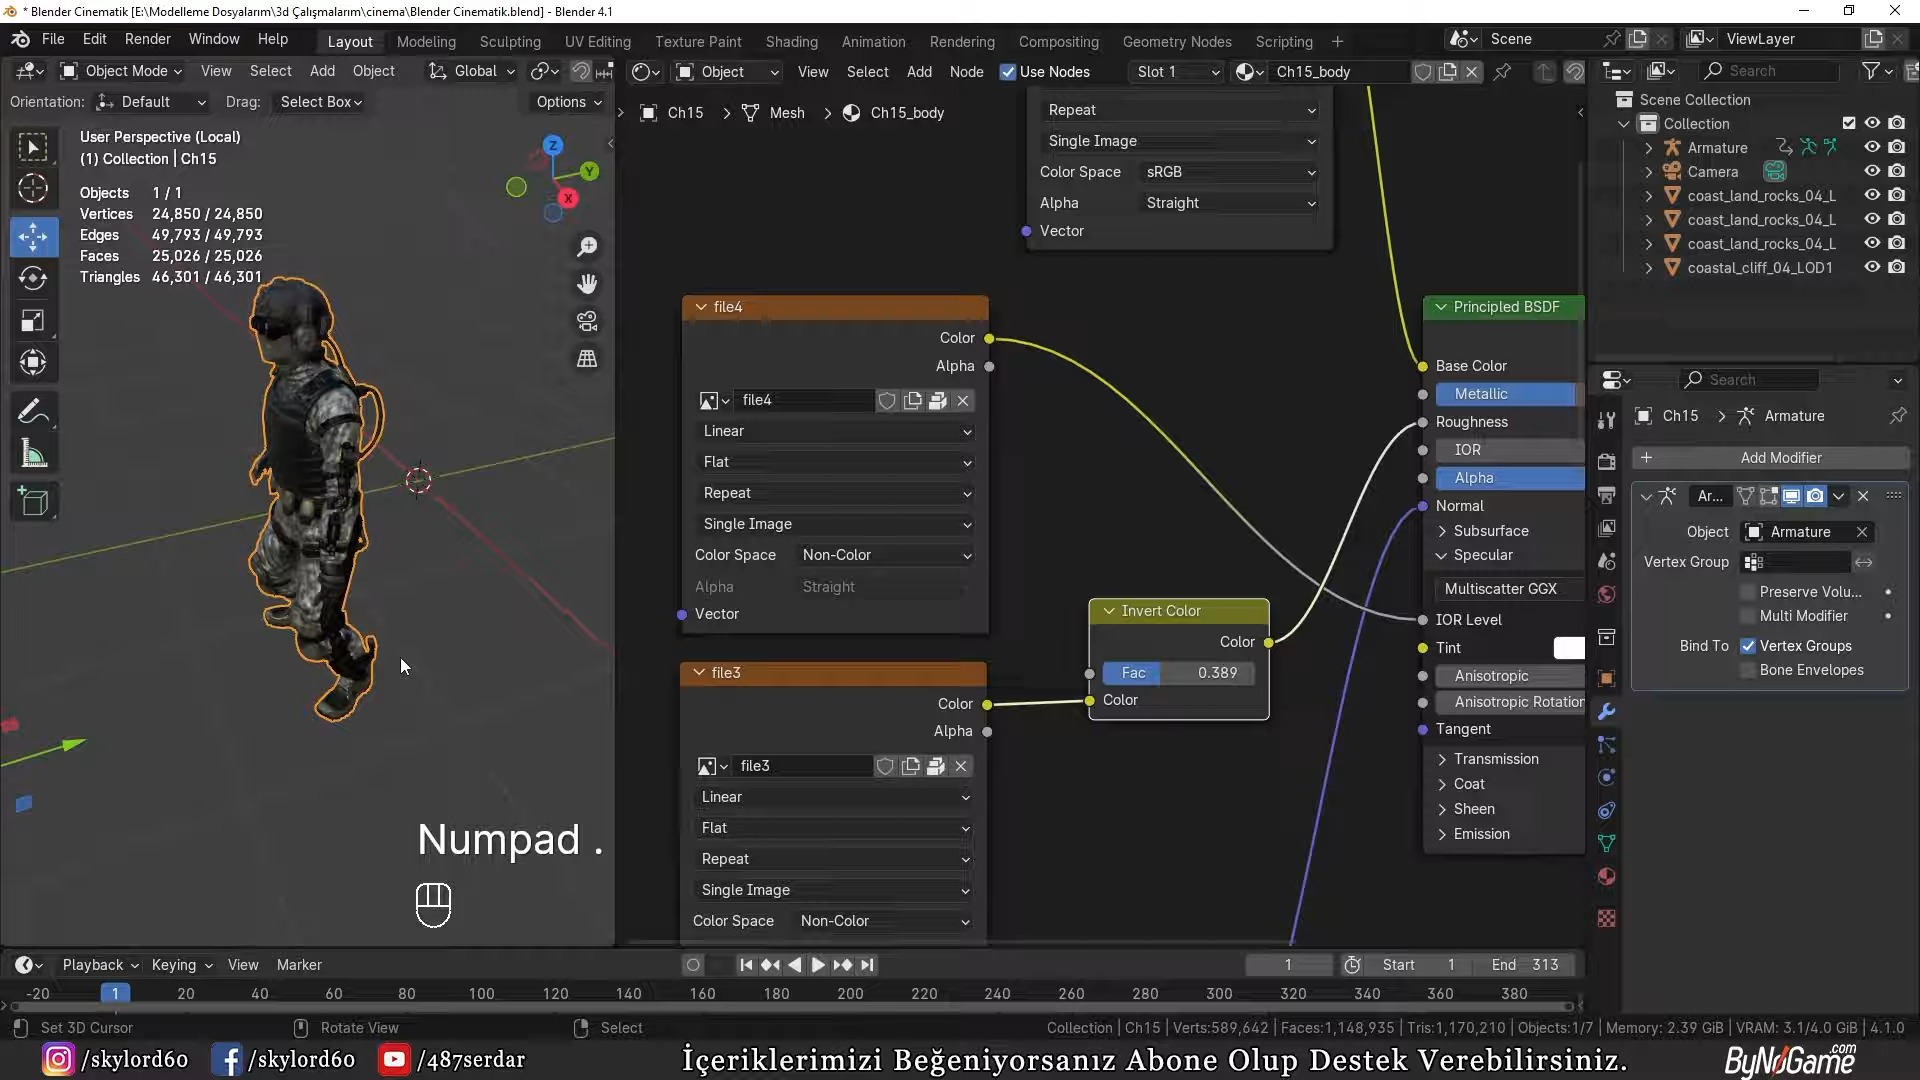 * Blender Cinematik [E:\Modelleme Dosyalarım\3d Çalışmalarım\cinema\Blender Cinematik.blend] - Blender 4.1
File Edit Render Window Help Layout Modeling Sculpting UV Editing Texture Paint Shading Animation Rendering Compositing Geometry Nodes Scripting + Scene ViewLayer
Object Mode View Select Add Object Global Object View Select Add Node Use Nodes Slot 1 Ch15_body Search
Orientation: Default Drag: Select Box Options
Ch15 > Mesh > Ch15_body
User Perspective (Local)
(1) Collection | Ch15
Objects 1 / 1
Vertices 24,850 / 24,850
Edges 49,793 / 49,793
Faces 25,026 / 25,026
Triangles 46,301 / 46,301
Z
Y
X
Numpad .
Repeat
Single Image
Color Space sRGB
Alpha Straight
Vector
file4
Color
Alpha
file4
Linear
Flat
Repeat
Single Image
Color Space Non-Color
Alpha Straight
Vector
file3
Color
Alpha
file3
Linear
Flat
Repeat
Single Image
Color Space Non-Color
Invert Color
Color
Fac 0.389
Color
Principled BSDF
Base Color
Metallic
Roughness
IOR
Alpha
Normal
Subsurface
Specular
Multiscatter GGX
IOR Level
Tint
Anisotropic
Anisotropic Rotation
Tangent
Transmission
Coat
Sheen
Emission
Scene Collection
Collection
Armature
Camera
coast_land_rocks_04_L
coast_land_rocks_04_L
coast_land_rocks_04_L
coastal_cliff_04_LOD1
Search
Ch15 > Armature
+ Add Modifier
Ar...
Object Armature
Vertex Group
Preserve Volu...
Multi Modifier
Bind To Vertex Groups
Bone Envelopes
Playback Keying View Marker 1 Start 1 End 313
-20 1 20 40 60 80 100 120 140 160 180 200 220 240 260 280 300 320 340 360 380
Set 3D Cursor Rotate View Select Collection | Ch15 | Verts:589,642 | Faces:1,148,935 | Tris:1,170,210 | Objects:1/7 | Memory: 2.39 GiB | VRAM: 3.1/4.0 GiB | 4.1.0
/skylord60 /skylord60 /487serdar İçeriklerimizi Beğeniyorsanız Abone Olup Destek Verebilirsiniz. ByNoGame.com